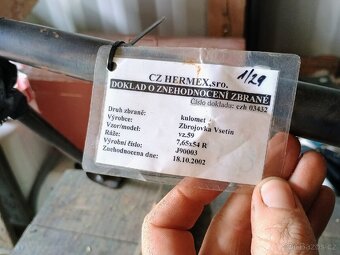 CZ HERMEX.sro.
1/29
DOKLAD O ZNEHODNOCENÍ ZBRANĚ
Číslo dokladu: czh 03432
Druh zbraně: kulomet
Výrobce: Zbrojovka Vsetín
Vzor/model: vz.59
Ráže: 7,65x54 R
Výrobní číslo: J90003
Znehodnocena dne: 18.10.2002